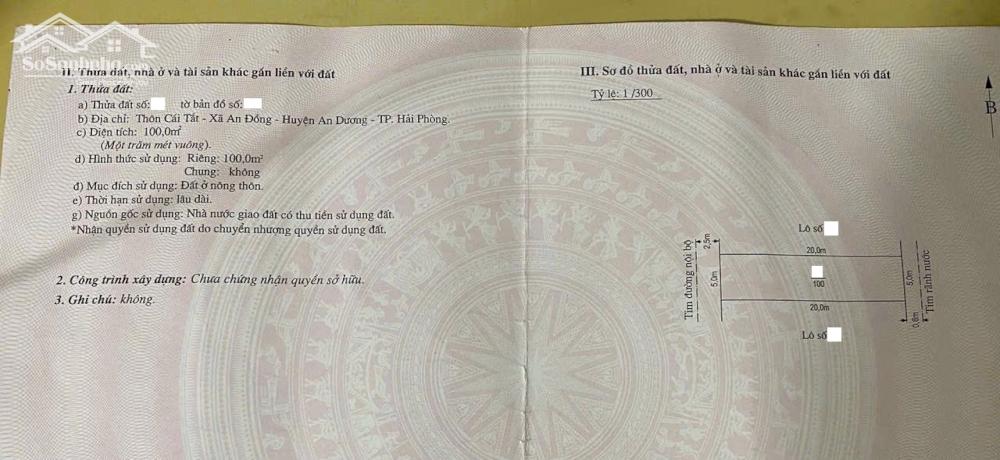 SoSanhnha.com
II. Thửa đất, nhà ở và tài sản khác gắn liền với đất
1. Thửa đất:
a) Thửa đất số: tờ bản đồ số:
b) Địa chỉ: Thôn Cái Tắt - Xã An Đồng - Huyện An Dương - TP. Hải Phòng.
c) Diện tích: 100,0m²
(Một trăm mét vuông).
d) Hình thức sử dụng: Riêng: 100,0m²
Chung: không
đ) Mục đích sử dụng: Đất ở nông thôn.
e) Thời hạn sử dụng: lâu dài.
g) Nguồn gốc sử dụng: Nhà nước giao đất có thu tiền sử dụng đất.
*Nhận quyền sử dụng đất do chuyển nhượng quyền sử dụng đất.
2. Công trình xây dựng: Chưa chứng nhận quyền sở hữu.
3. Ghi chú: không.
III. Sơ đồ thửa đất, nhà ở và tài sản khác gắn liền với đất
Tỷ lệ: 1 /300
B
Lô số
20,0m
2,5m
Tim đường nội bộ
5,0m
100
5,0m
Tim rãnh nước
20,0m
0,8m
Lô số